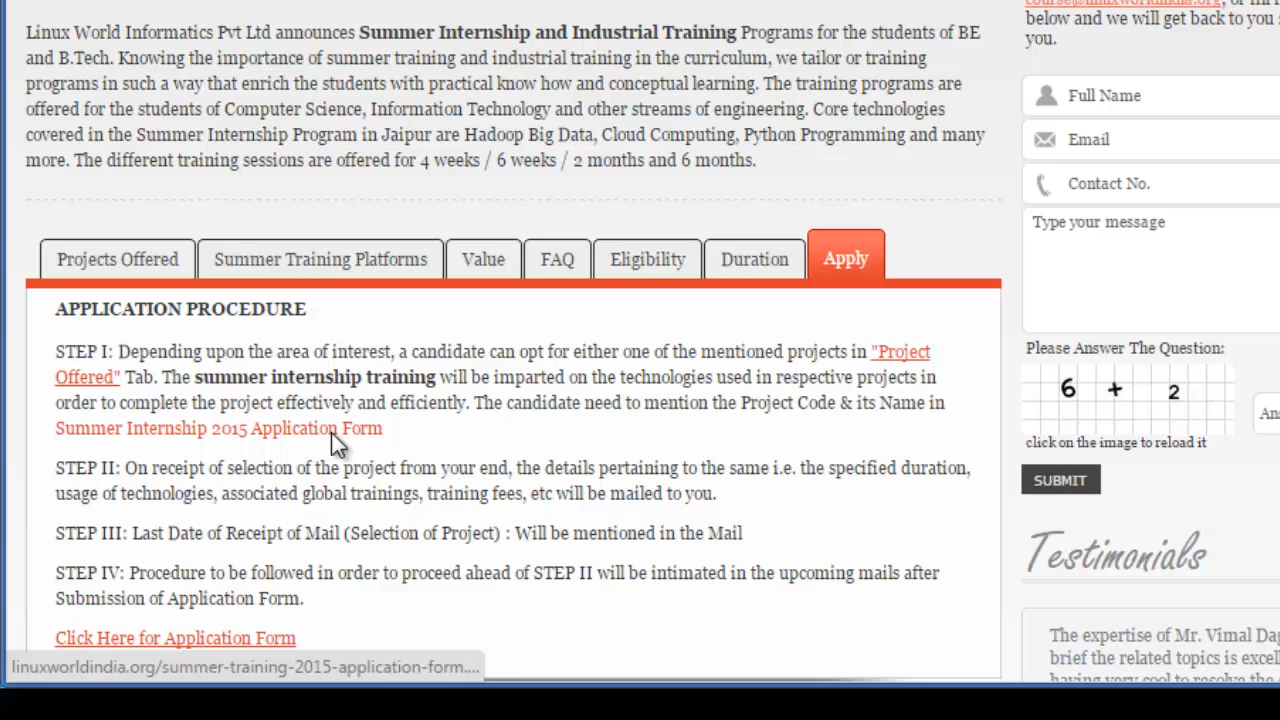 Linux World Informatics Pvt Ltd announces Summer Internship and Industrial Training Programs for the students of BE
and B.Tech. Knowing the importance of summer training and industrial training in the curriculum, we tailor or training
programs in such a way that enrich the students with practical know how and conceptual learning. The training programs are
offered for the students of Computer Science, Information Technology and other streams of engineering. Core technologies
covered in the Summer Internship Program in Jaipur are Hadoop Big Data, Cloud Computing, Python Programming and many
more. The different training sessions are offered for 4 weeks / 6 weeks / 2 months and 6 months.
Projects Offered
Summer Training Platforms
Value
FAQ
Eligibility
Duration
Apply
APPLICATION PROCEDURE
STEP I: Depending upon the area of interest, a candidate can opt for either one of the mentioned projects in "Project
Offered" Tab. The summer internship training will be imparted on the technologies used in respective projects in
order to complete the project effectively and efficiently. The candidate need to mention the Project Code & its Name in
Summer Internship 2015 Application Form
STEP II: On receipt of selection of the project from your end, the details pertaining to the same i.e. the specified duration,
usage of technologies, associated global trainings, training fees, etc will be mailed to you.
STEP III: Last Date of Receipt of Mail (Selection of Project) : Will be mentioned in the Mail
STEP IV: Procedure to be followed in order to proceed ahead of STEP II will be intimated in the upcoming mails after
Submission of Application Form.
Click Here for Application Form
linuxworldindia.org/summer-training-2015-application-form....
course@linuxworldindia.org, or
below and we will get back to you
you.
Full Name
Email
Contact No.
Type your message
Please Answer The Question:
6 + 2
click on the image to reload it
SUBMIT
Testimonials
The expertise of Mr. Vimal
brief the related topics is
having very cool to resolve the